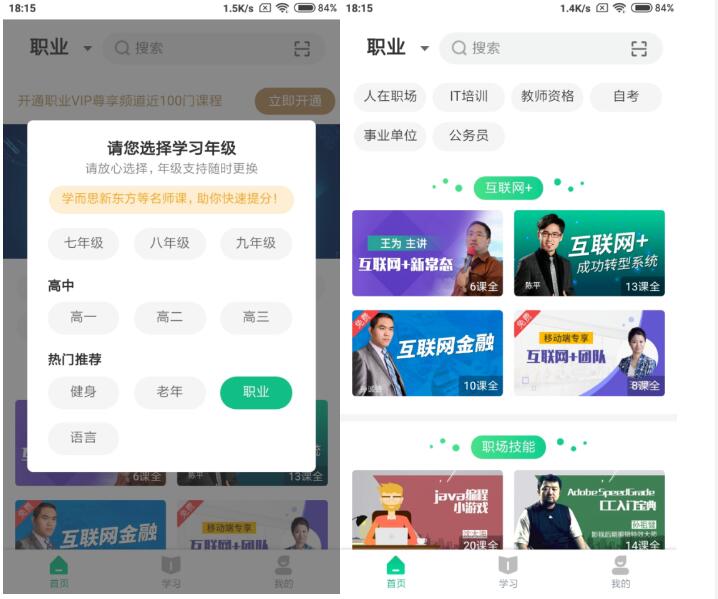 18:15
1.5K/s
84%
职业
搜索
开通职业VIP尊享频道近100门课程
立即开通
请您选择学习年级
请放心选择，年级支持随时更换
学而思新东方等名师课，助你快速提分！
七年级
八年级
九年级
高中
高一
高二
高三
热门推荐
健身
老年
职业
语言
6课全
陈平
13课全
免费
互联网金融
免费
移动端专享
互联网+团队
首页
学习
我的
18:15
1.4K/s
84%
职业
搜索
人在职场
IT培训
教师资格
自考
事业单位
公务员
互联网+
王为 主讲
互联网+新常态
6课全
互联网+
成功转型系统
陈平
13课全
免费
互联网金融
10课全
免费
移动端专享
互联网+团队
8课全
职场技能
java编程
小游戏
20课全
Adobe SpeedGrade
CC入门宝典
14课全
首页
学习
我的